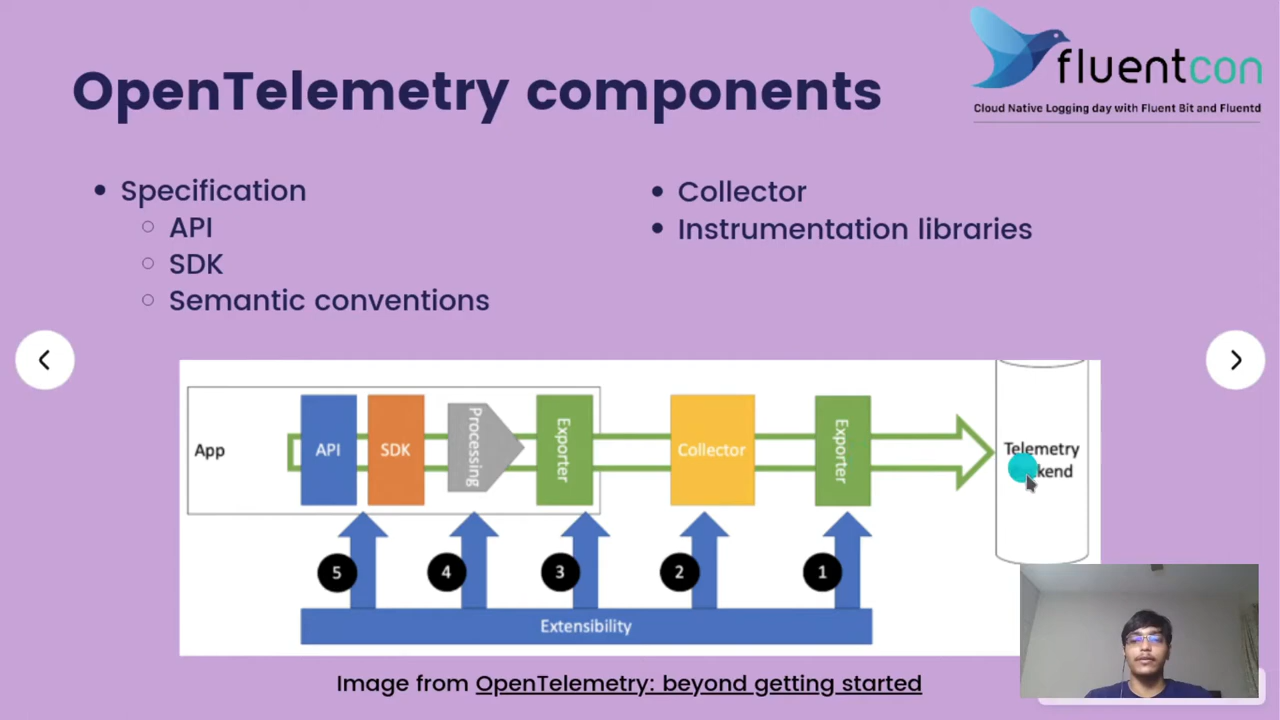 OpenTelemetry components
fluentcon
Cloud Native Logging day with Fluent Bit and Fluentd
Specification
API
SDK
Semantic conventions
Collector
Instrumentation libraries
App
API
SDK
Processing
Exporter
Collector
Exporter
Telemetry
5
4
3
2
1
Extensibility
Image from OpenTelemetry: beyond getting started